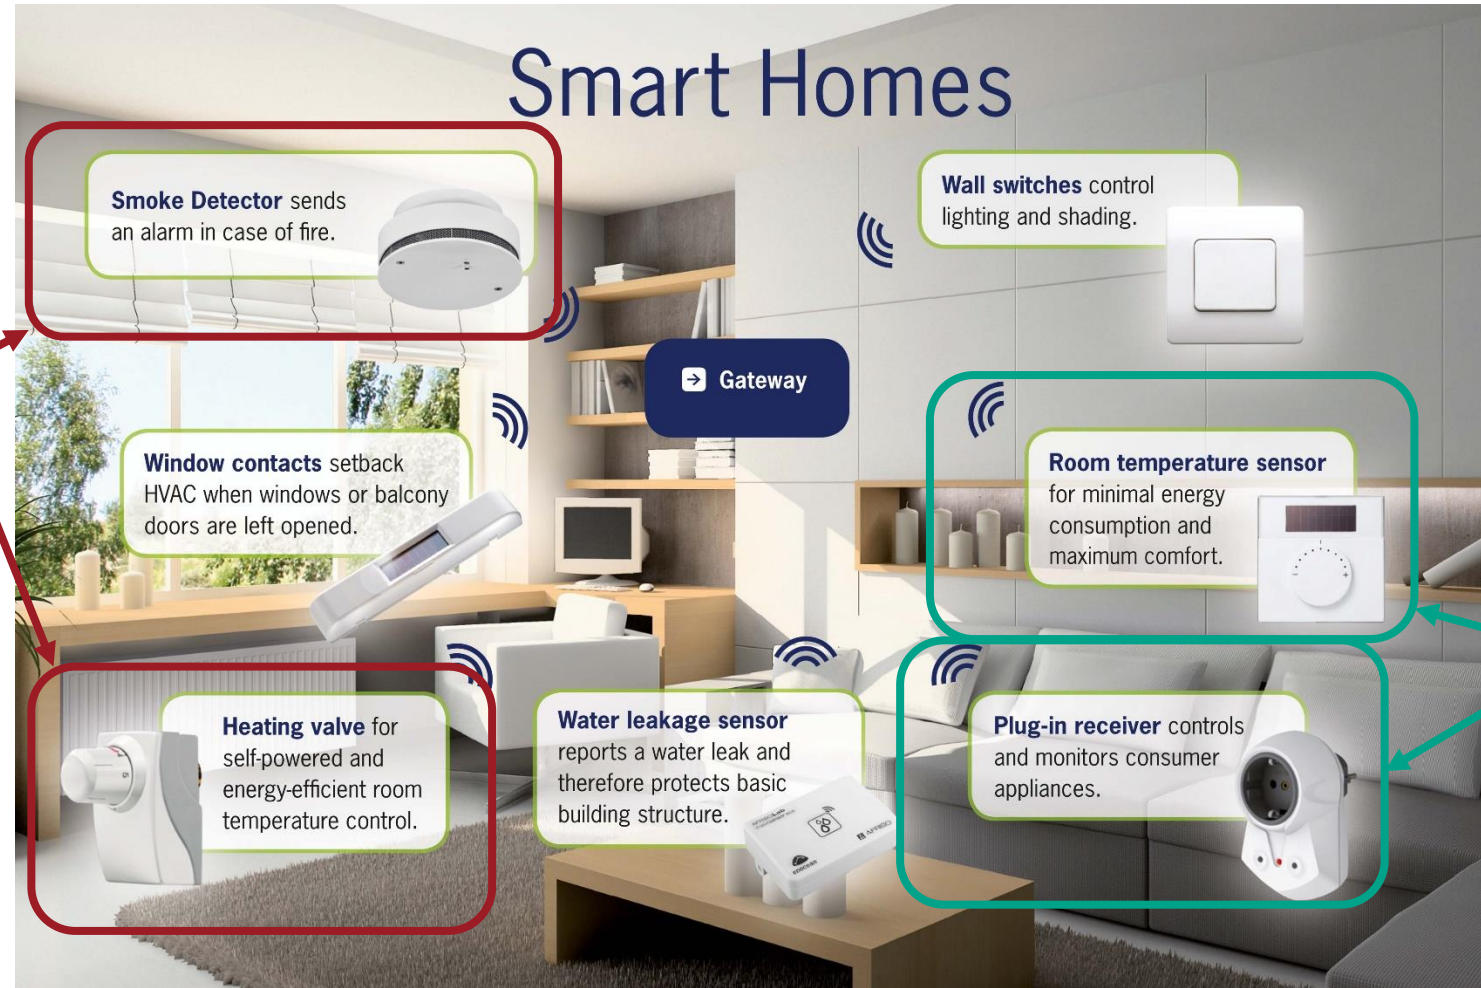 Smart Homes
Smoke Detector sends
an alarm in case of fire.
Wall switches control
lighting and shading.
Gateway
Window contacts setback
HVAC when windows or balcony
doors are left opened.
Room temperature sensor
for minimal energy
consumption and
maximum comfort.
Heating valve for
self-powered and
energy-efficient room
temperature control.
Water leakage sensor
reports a water leak and
therefore protects basic
building structure.
Plug-in receiver controls
and monitors consumer
appliances.
AFRISO
enocean